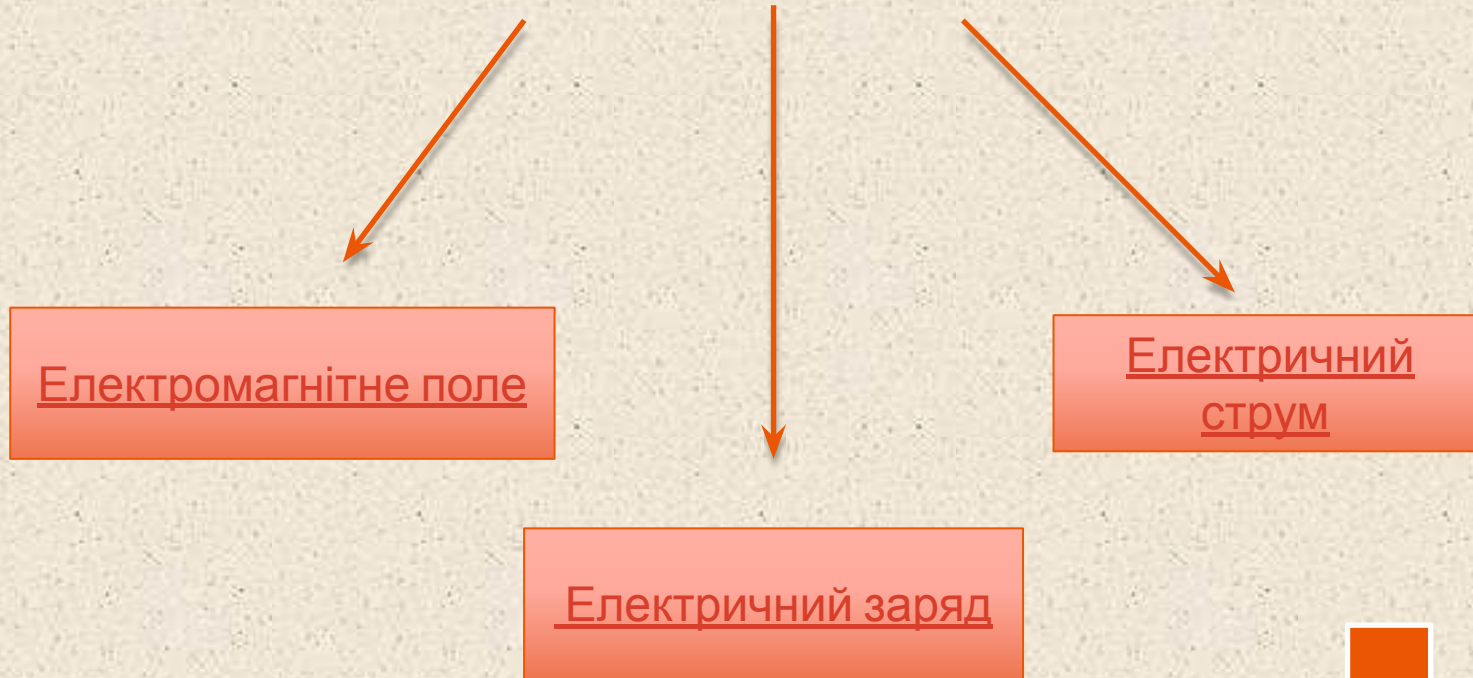 Електромагнітне поле
Електричний
струм
Електричний заряд